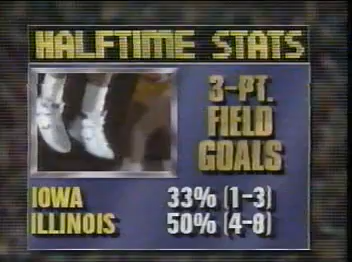 HALFTIME STATS
3-PT.
FIELD
GOALS
IOWA 33% (1-3)
ILLINOIS 50% (4-8)